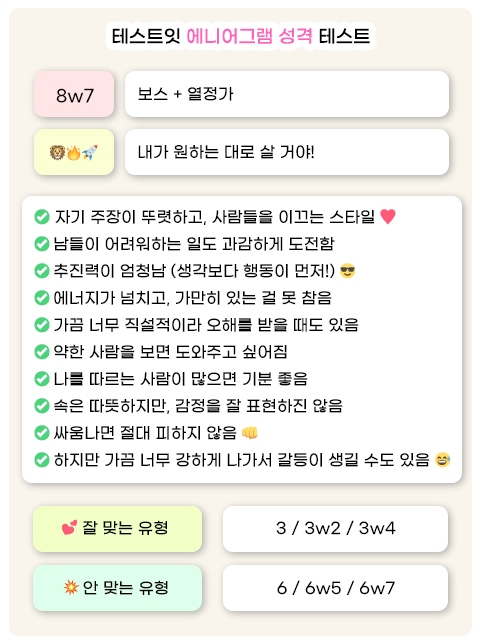 테스트잇 에니어그램 성격 테스트
8w7
보스 + 열정가
🦁🔥🚀
내가 원하는 대로 살 거야!
✅ 자기 주장이 뚜렷하고, 사람들을 이끄는 스타일 ❤️
✅ 남들이 어려워하는 일도 과감하게 도전함
✅ 추진력이 엄청남 (생각보다 행동이 먼저!) 😎
✅ 에너지가 넘치고, 가만히 있는 걸 못 참음
✅ 가끔 너무 직설적이라 오해를 받을 때도 있음
✅ 약한 사람을 보면 도와주고 싶어짐
✅ 나를 따르는 사람이 많으면 기분 좋음
✅ 속은 따뜻하지만, 감정을 잘 표현하진 않음
✅ 싸움나면 절대 피하지 않음 👊
✅ 하지만 가끔 너무 강하게 나가서 갈등이 생길 수도 있음 😅
💕 잘 맞는 유형
3 / 3w2 / 3w4
💥 안 맞는 유형
6 / 6w5 / 6w7